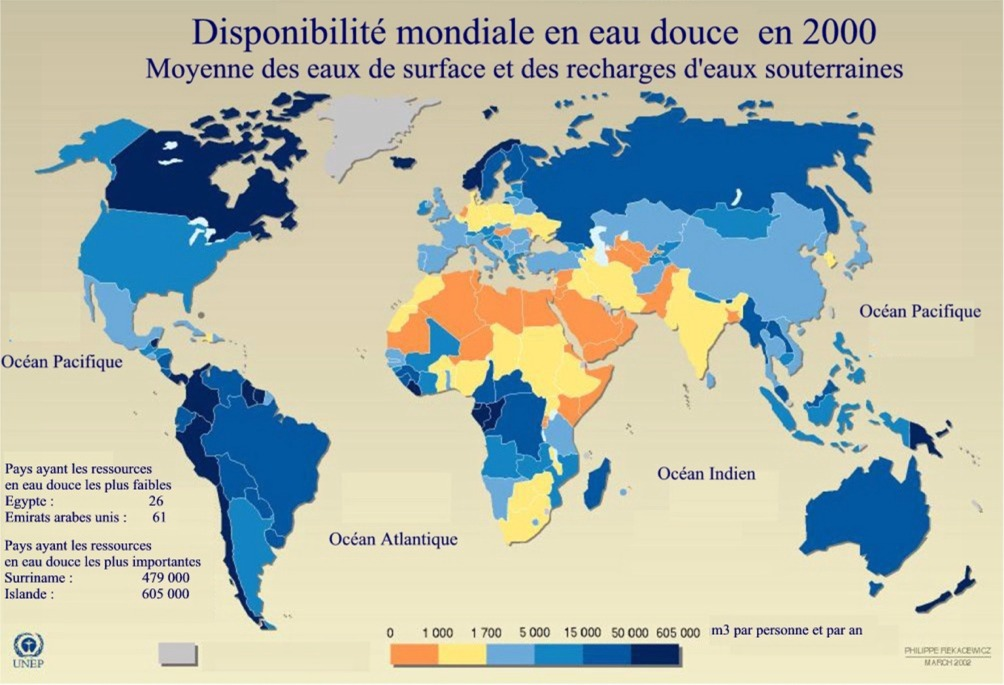 Disponibilité mondiale en eau douce en 2000
Moyenne des eaux de surface et des recharges d'eaux souterraines
Océan Pacifique
Océan Pacifique
Océan Indien
Océan Atlantique
Pays ayant les ressources
en eau douce les plus faibles
Egypte : 26
Emirats arabes unis : 61
Pays ayant les ressources
en eau douce les plus importantes
Surriname : 479 000
Islande : 605 000
0 1 000 1 700 5 000 15 000 50 000 605 000 m3 par personne et par an
UNEP
PHILIPPE REKACEWICZ
MARCH 2002